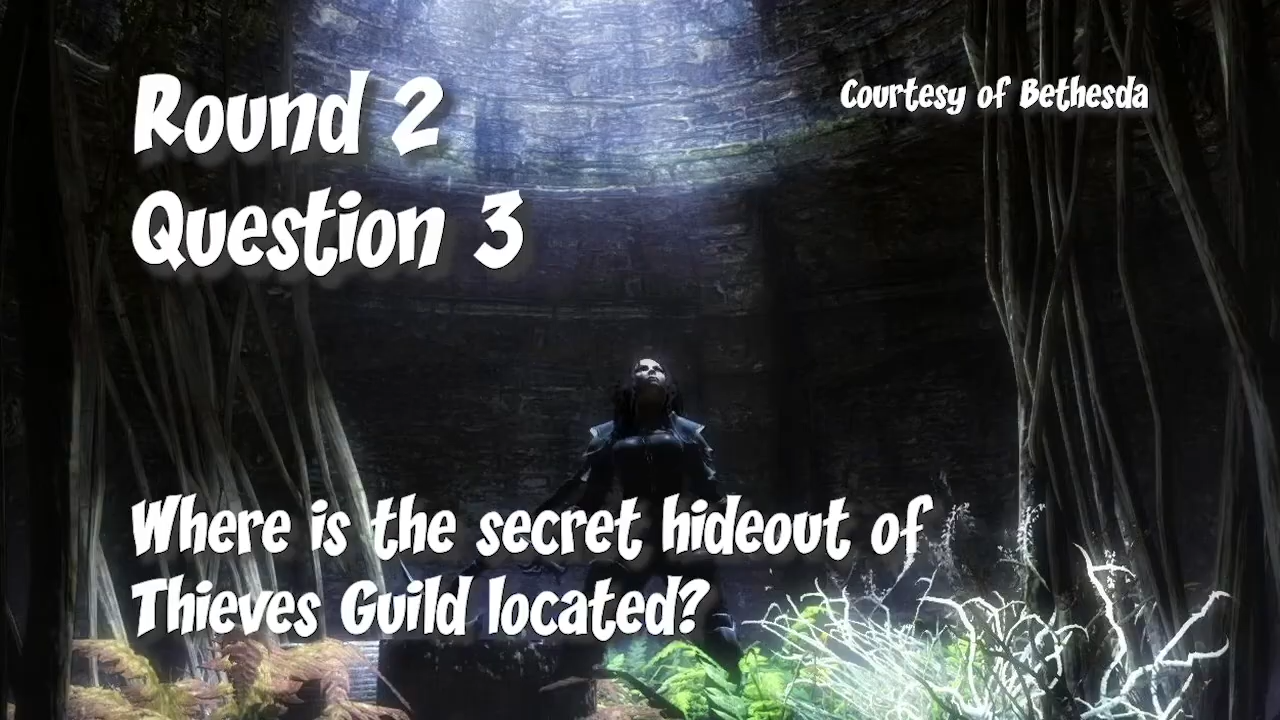 Round 2
Courtesy of Bethesda
Question 3
Where is the secret hideout of
Thieves Guild located?